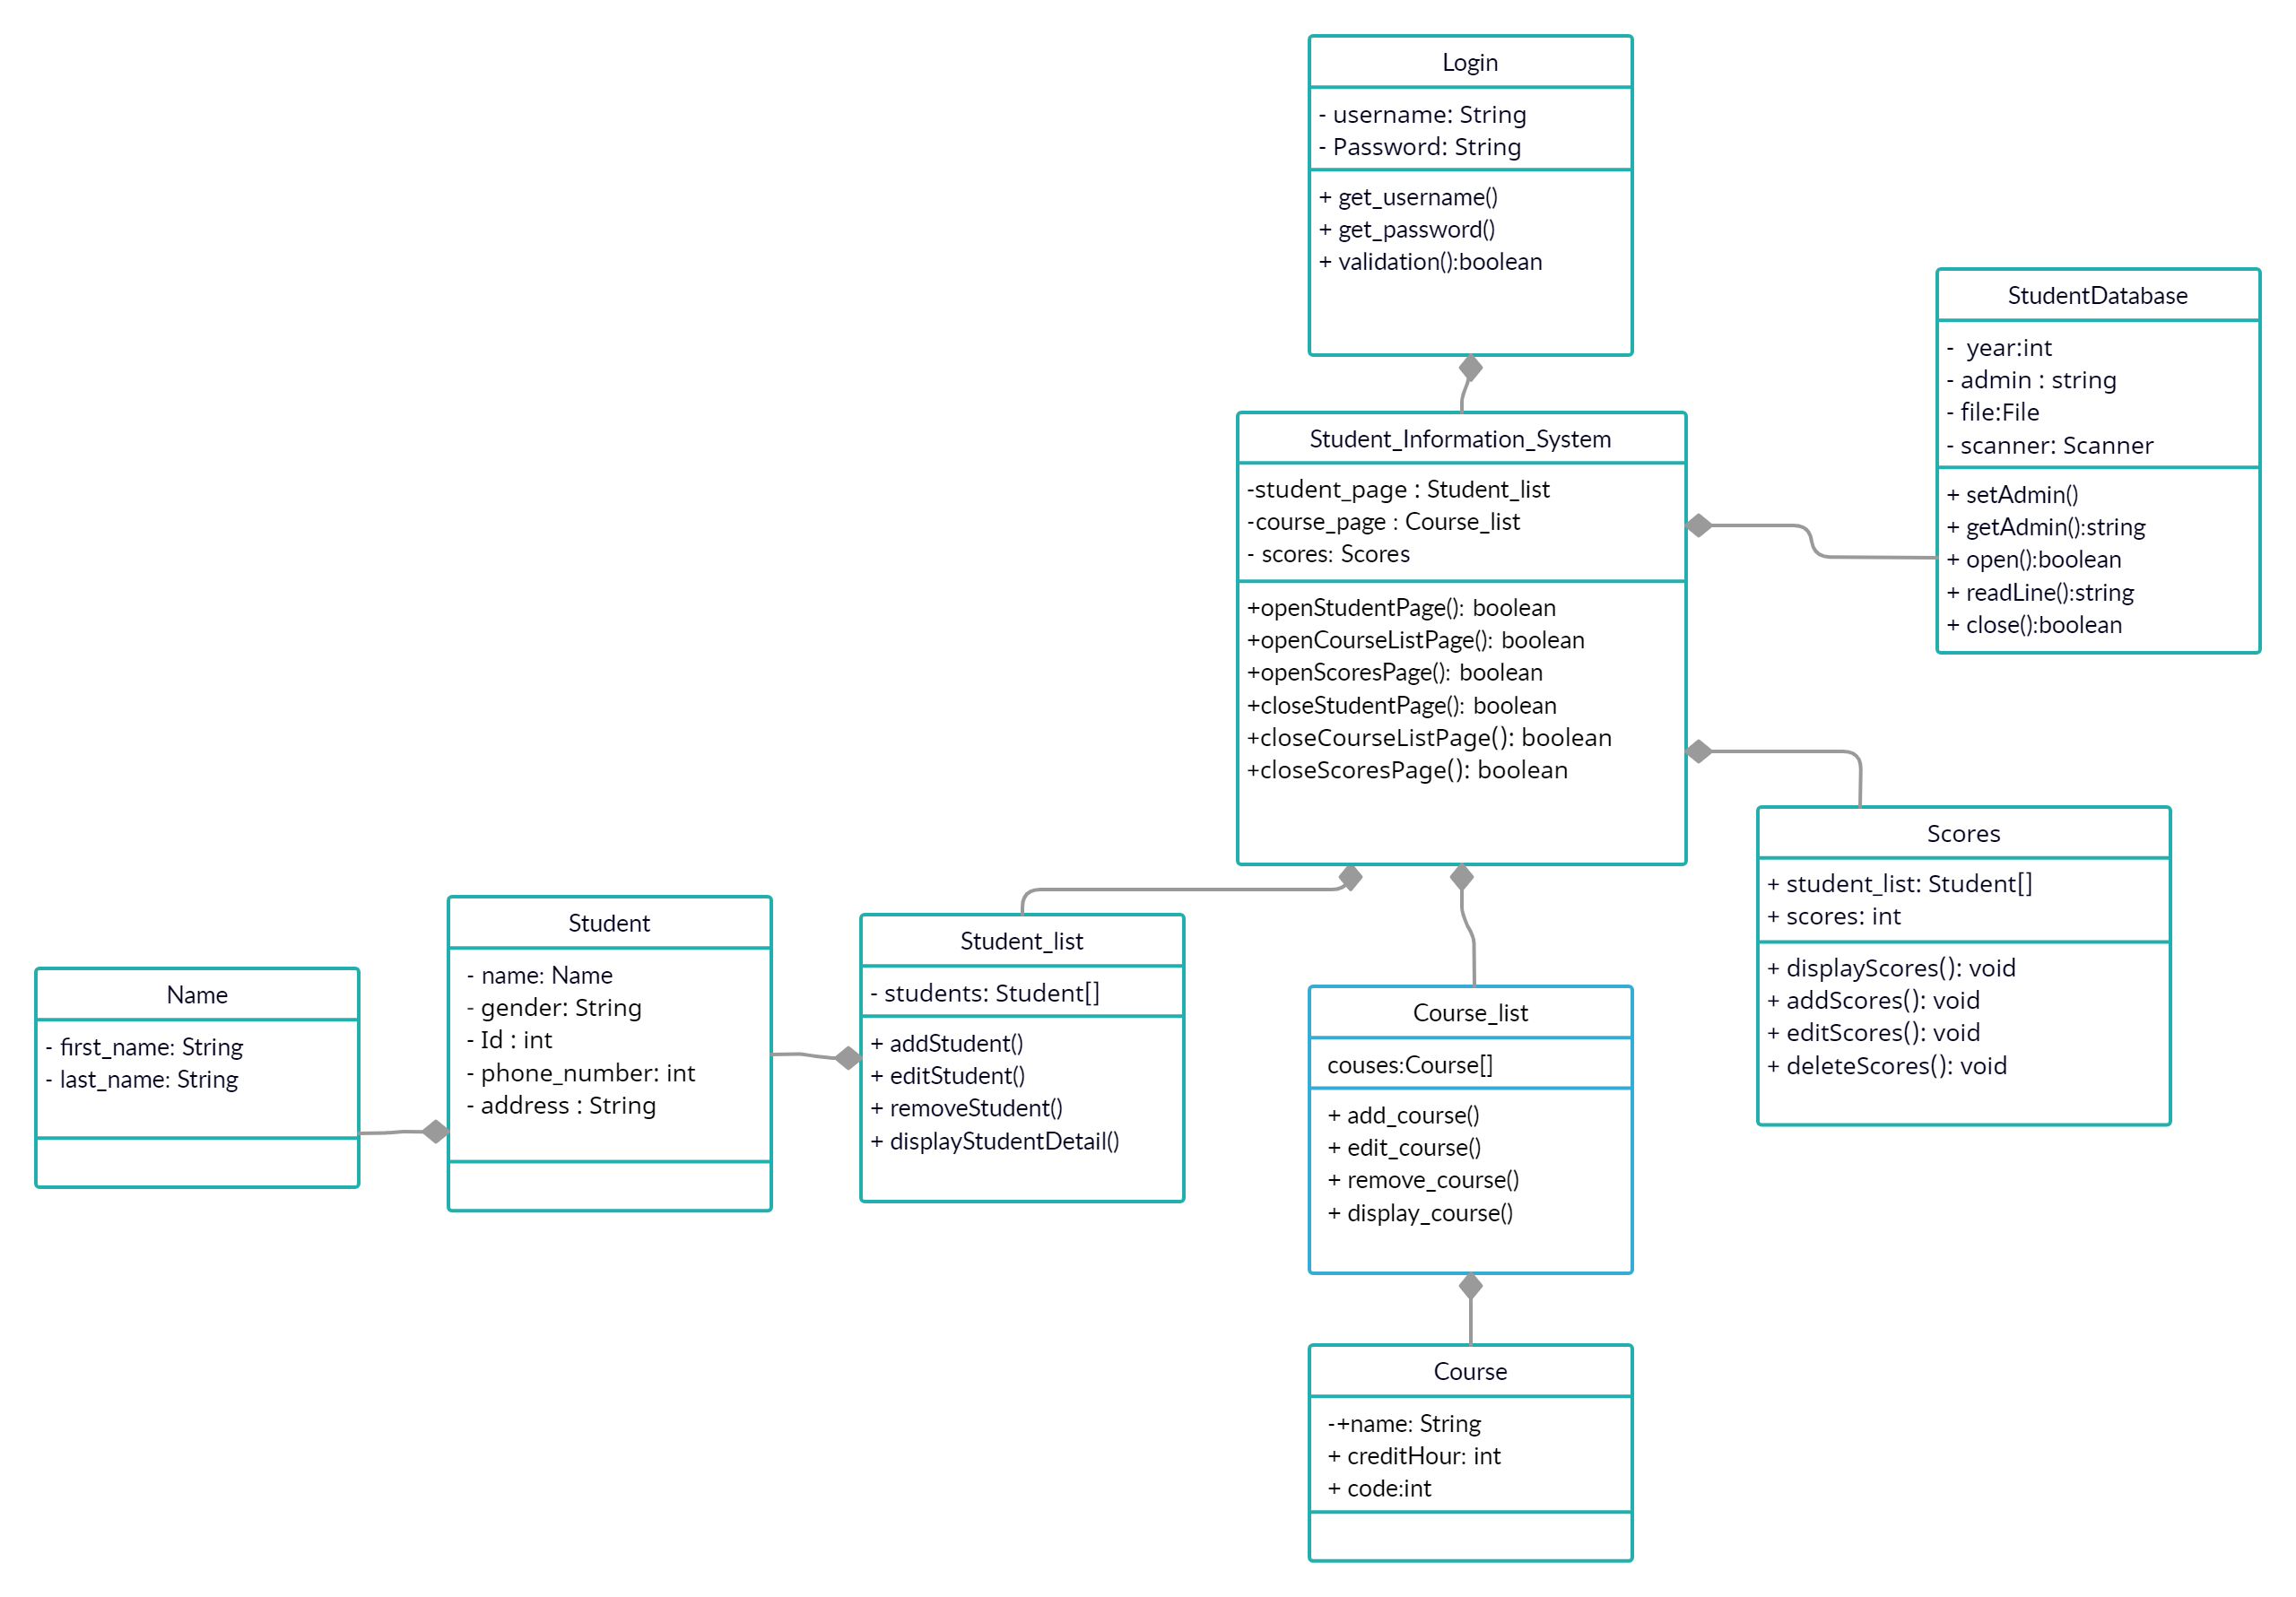 Login
- username: String
- Password: String
+ get_username()
+ get_password()
+ validation():boolean
StudentDatabase
-  year:int
- admin : string
- file:File
- scanner: Scanner
+ setAdmin()
+ getAdmin():string
+ open():boolean
+ readLine():string
+ close():boolean
Student_Information_System
-student_page : Student_list
-course_page : Course_list
- scores: Scores
+openStudentPage(): boolean
+openCourseListPage(): boolean
+openScoresPage(): boolean
+closeStudentPage(): boolean
+closeCourseListPage(): boolean
+closeScoresPage(): boolean
Scores
+ student_list: Student[]
+ scores: int
+ displayScores(): void
+ addScores(): void
+ editScores(): void
+ deleteScores(): void
Name
- first_name: String
- last_name: String
Student
- name: Name
- gender: String
- Id : int
- phone_number: int
- address : String
Student_list
- students: Student[]
+ addStudent()
+ editStudent()
+ removeStudent()
+ displayStudentDetail()
Course_list
couses:Course[]
+ add_course()
+ edit_course()
+ remove_course()
+ display_course()
Course
-+name: String
+ creditHour: int
+ code:int